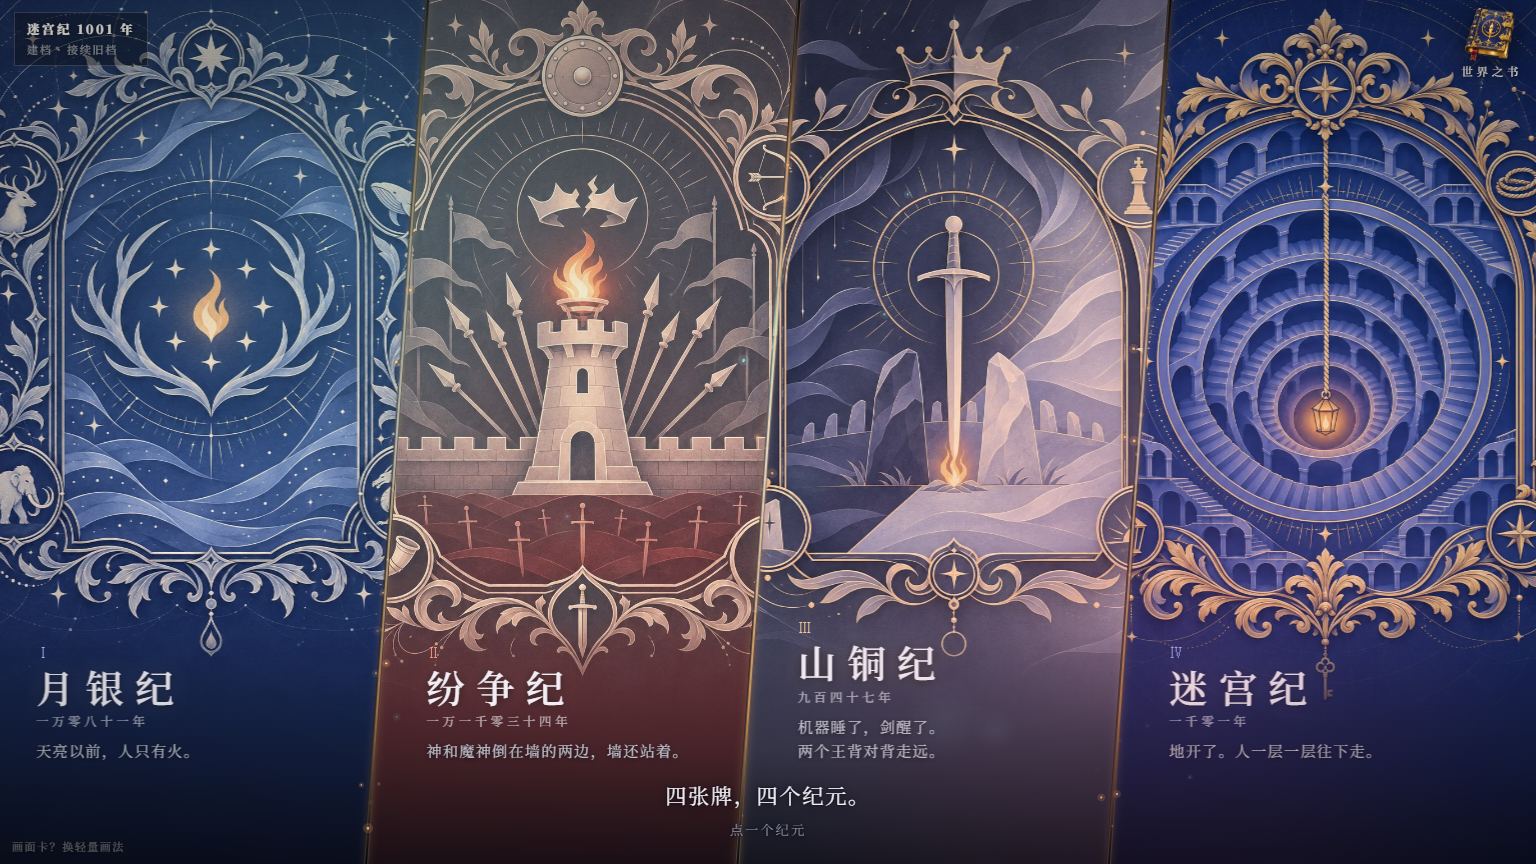 迷宫纪 1001 年
建档·接续旧档
世界之书
I
月银纪
一万零八十一年
天亮以前，人只有火。
II
纷争纪
一万一千零三十四年
神和魔神倒在墙的两边，墙还站着。
III
山铜纪
九百四十七年
机器睡了，剑醒了。
两个王背对背走远。
IV
迷宫纪
一千零一年
地开了。人一层一层往下走。
四张牌，四个纪元。
点一个纪元
画面卡？换轻量画法